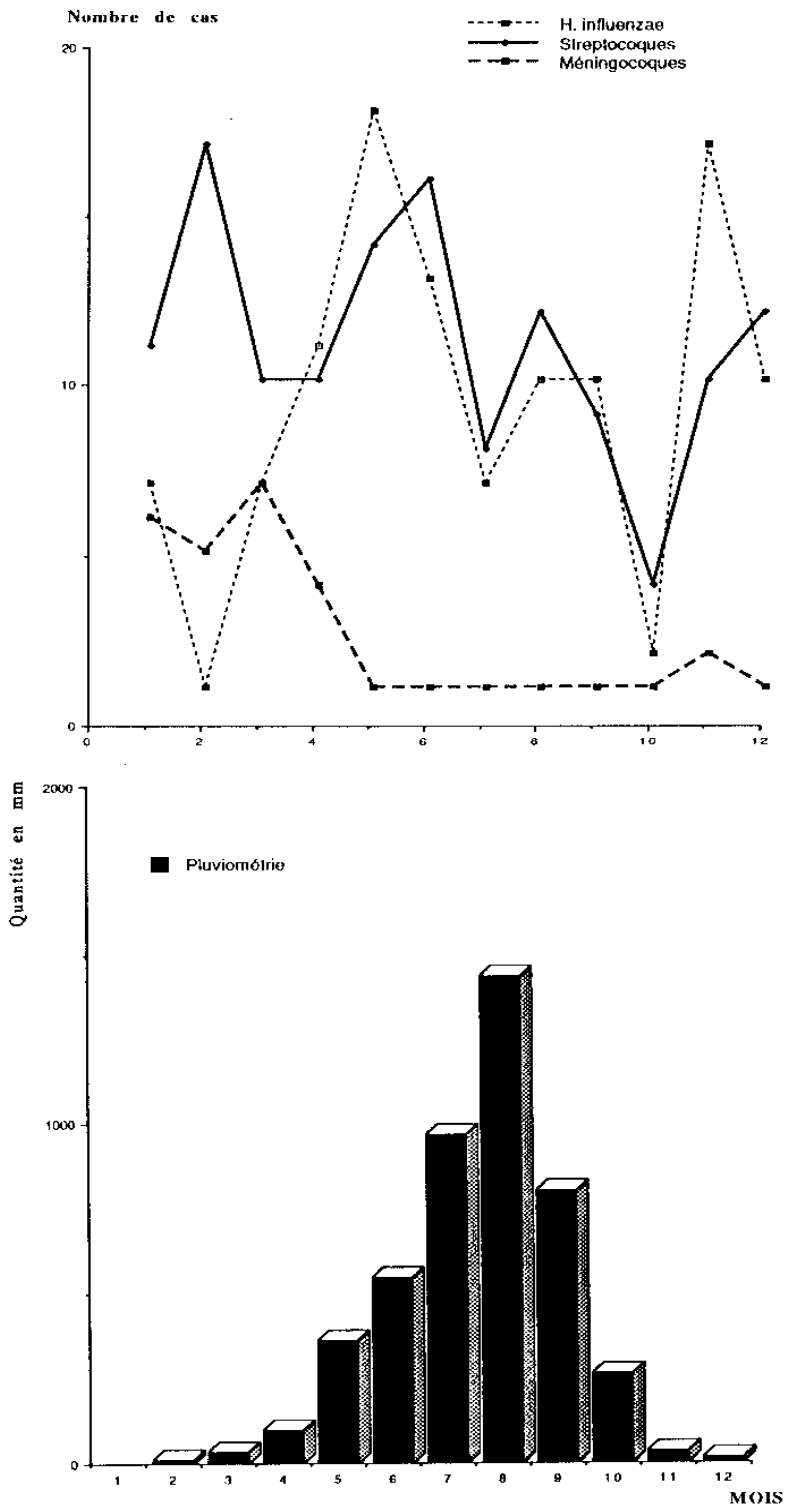 Nombre de cas
H. influenzae
Streptocoques
Méningocoques
20
10
0
0 2 4 6 8 10 12
Quantité en mm
2000
Pluviométrie
1000
0
1 2 3 4 5 6 7 8 9 10 11 12
MOIS